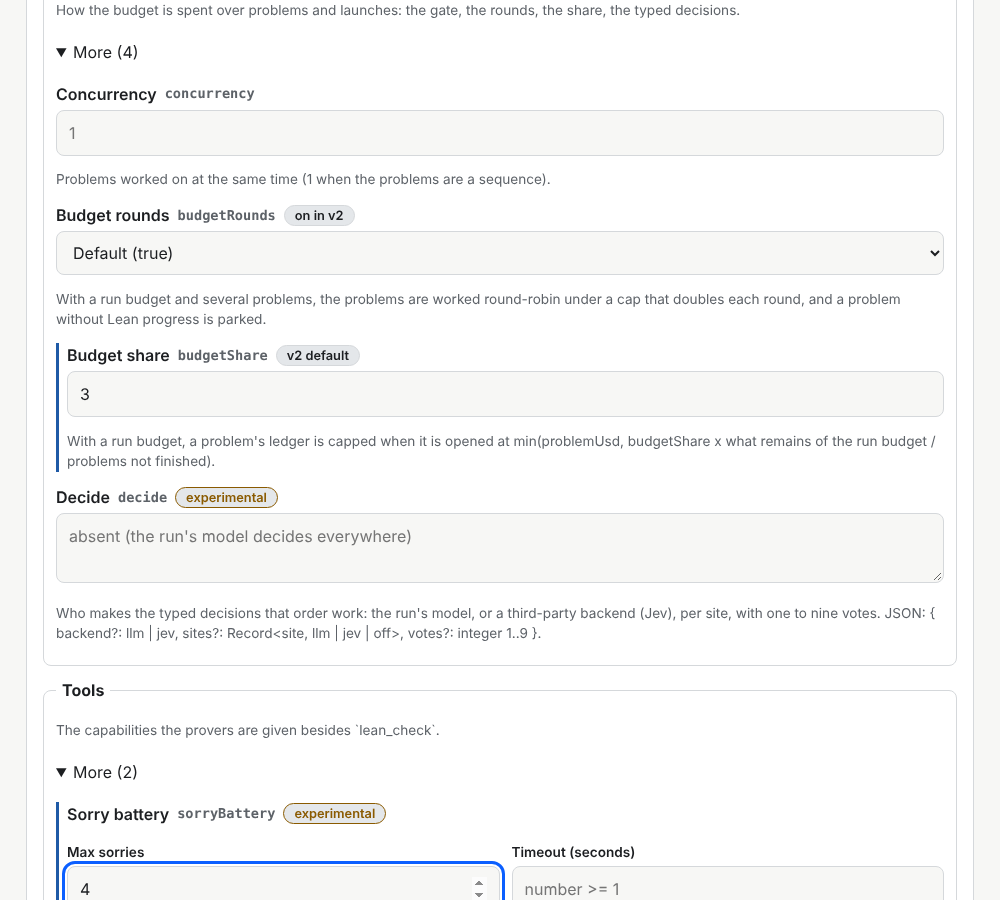 How the budget is spent over problems and launches: the gate, the rounds, the share, the typed decisions.
▼ More (4)
Concurrency concurrency
1
Problems worked on at the same time (1 when the problems are a sequence).
Budget rounds budgetRounds on in v2
Default (true)
With a run budget and several problems, the problems are worked round-robin under a cap that doubles each round, and a problem
without Lean progress is parked.
Budget share budgetShare v2 default
3
With a run budget, a problem's ledger is capped when it is opened at min(problemUsd, budgetShare x what remains of the run budget /
problems not finished).
Decide decide experimental
absent (the run's model decides everywhere)
Who makes the typed decisions that order work: the run's model, or a third-party backend (Jev), per site, with one to nine votes. JSON: {
backend?: llm | jev, sites?: Record<site, llm | jev | off>, votes?: integer 1..9 }.
Tools
The capabilities the provers are given besides `lean_check`.
▼ More (2)
Sorry battery sorryBattery experimental
Max sorries Timeout (seconds)
4 number >= 1